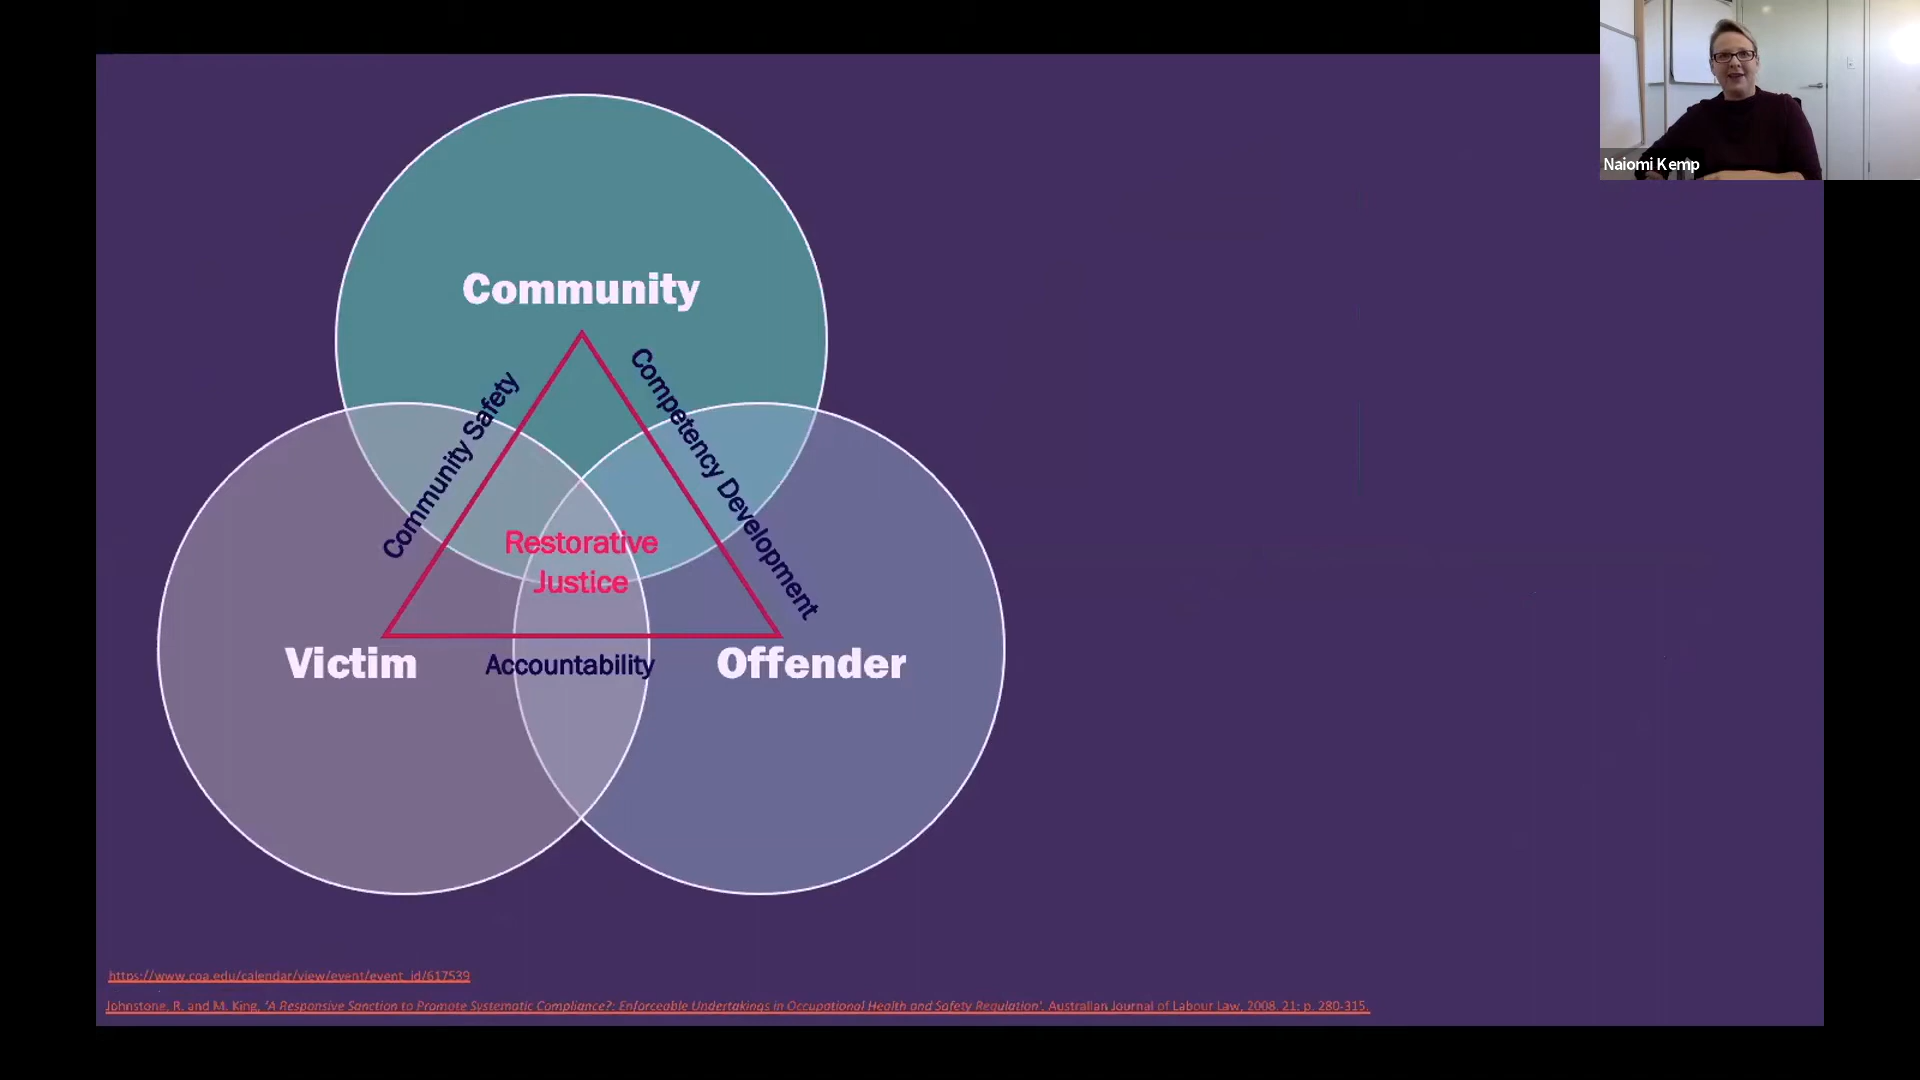 Naiomi Kemp
Community
Community Safety
Competency Development
Restorative
Justice
Victim
Accountability
Offender
https://www.coa.edu/calendar/view/event/event_id/617539
Johnstone, R. and M. King, 'A Responsive Sanction to Promote Systematic Compliance?: Enforceable Undertakings in Occupational Health and Safety Regulation'. Australian Journal of Labour Law, 2008. 21: p. 280-315.